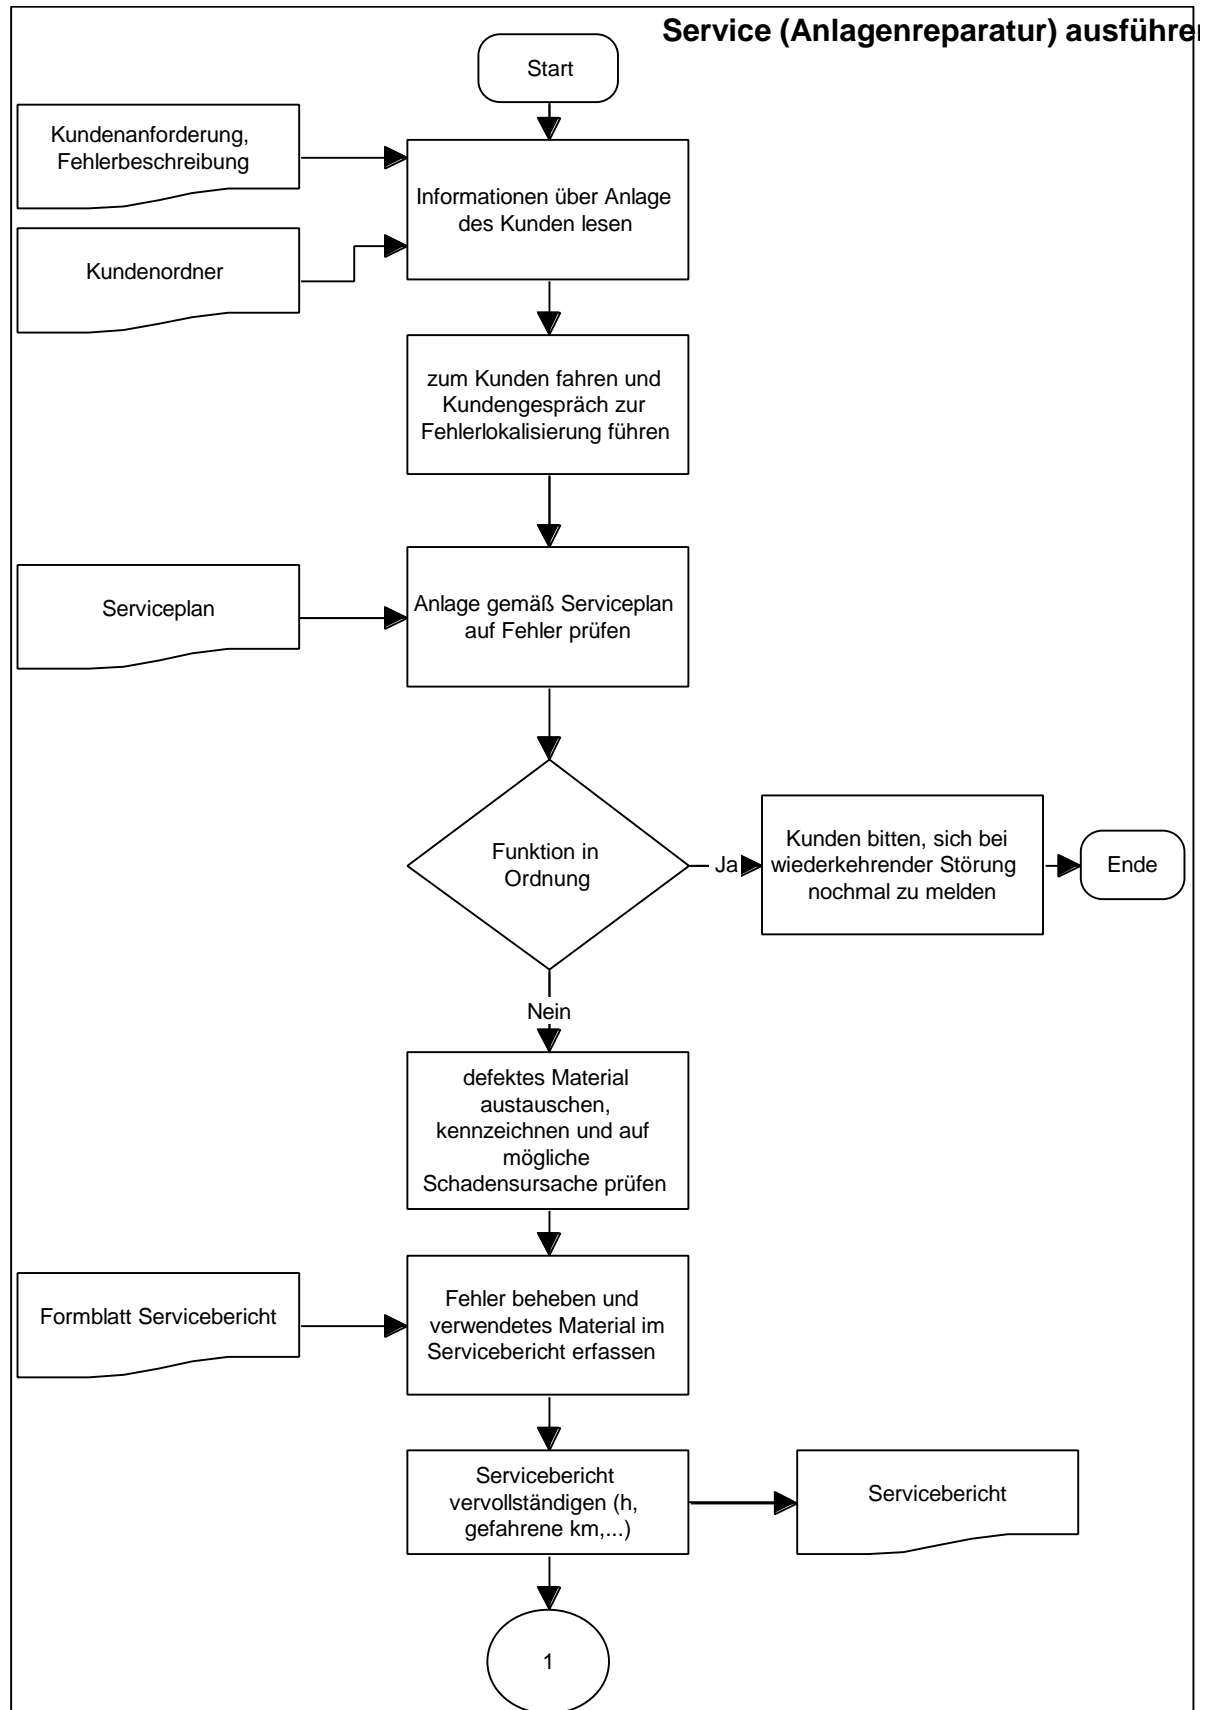 Service (Anlagenreparatur) ausführe
Start
Kundenanforderung,
Fehlerbeschreibung
Informationen über Anlage
des Kunden lesen
Kundenordner
zum Kunden fahren und
Kundengespräch zur
Fehlerlokalisierung führen
Serviceplan
Anlage gemäß Serviceplan
auf Fehler prüfen
Funktion in
Ordnung
Ja
Kunden bitten, sich bei
wiederkehrender Störung
nochmal zu melden
Ende
Nein
defektes Material
austauschen,
kennzeichnen und auf
mögliche
Schadensursache prüfen
Formblatt Servicebericht
Fehler beheben und
verwendetes Material im
Servicebericht erfassen
Servicebericht
vervollständigen (h,
gefahrene km,...)
Servicebericht
1